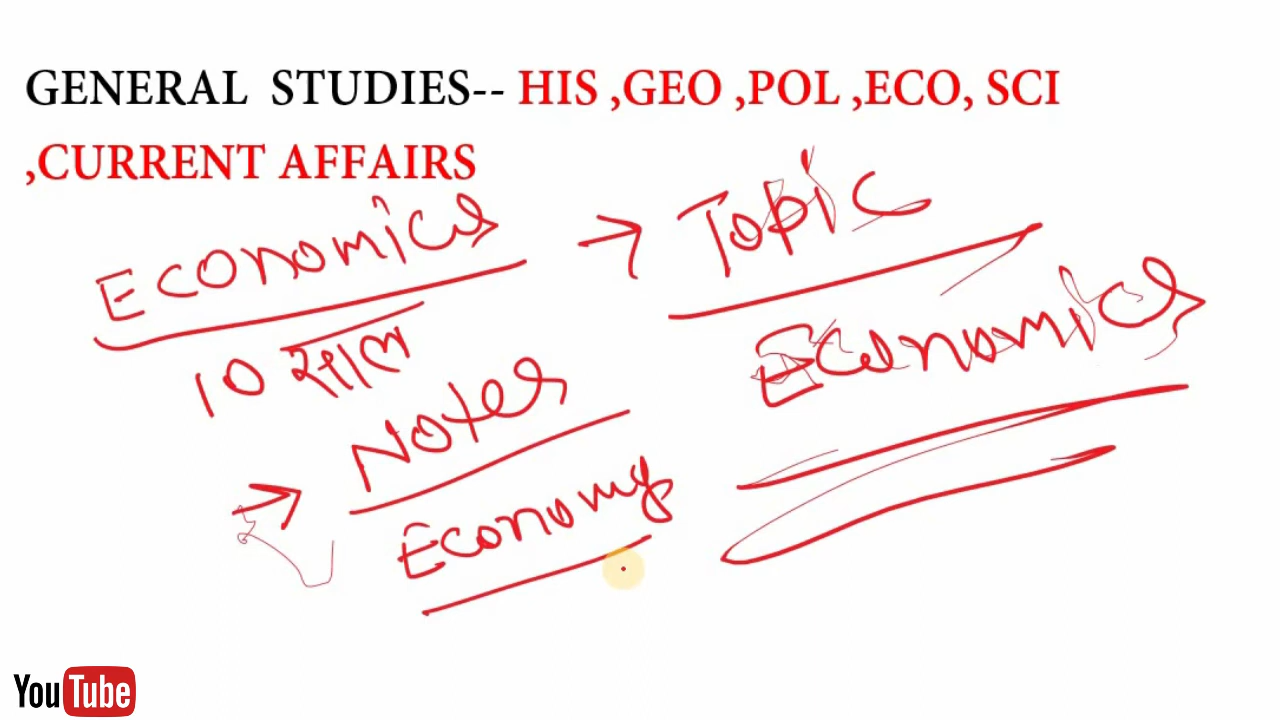 GENERAL STUDIES-- HIS ,GEO ,POL ,ECO, SCI
,CURRENT AFFAIRS
Economics → Topic
10 साल
Economics
→ Notes
Economy
YouTube